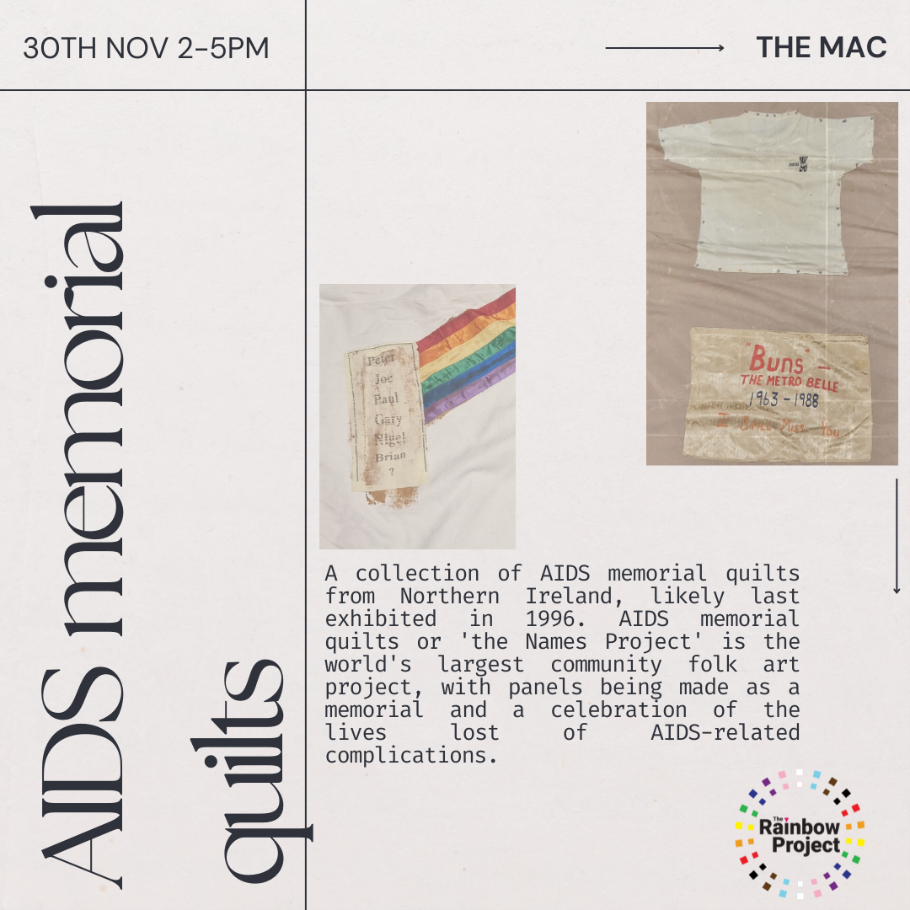 30TH NOV 2-5PM
THE MAC
AIDS memorial
quilts
"Buns" –
THE METRO BELLE
1963 - 1988
I Will Miss You
Peter
Joe
Paul
Gary
Nigel
Brian
?
A collection of AIDS memorial quilts
from Northern Ireland, likely last
exhibited in 1996. AIDS memorial
quilts or 'the Names Project' is the
world's largest community folk art
project, with panels being made as a
memorial and a celebration of the
lives lost of AIDS-related
complications.
The
Rainbow
Project